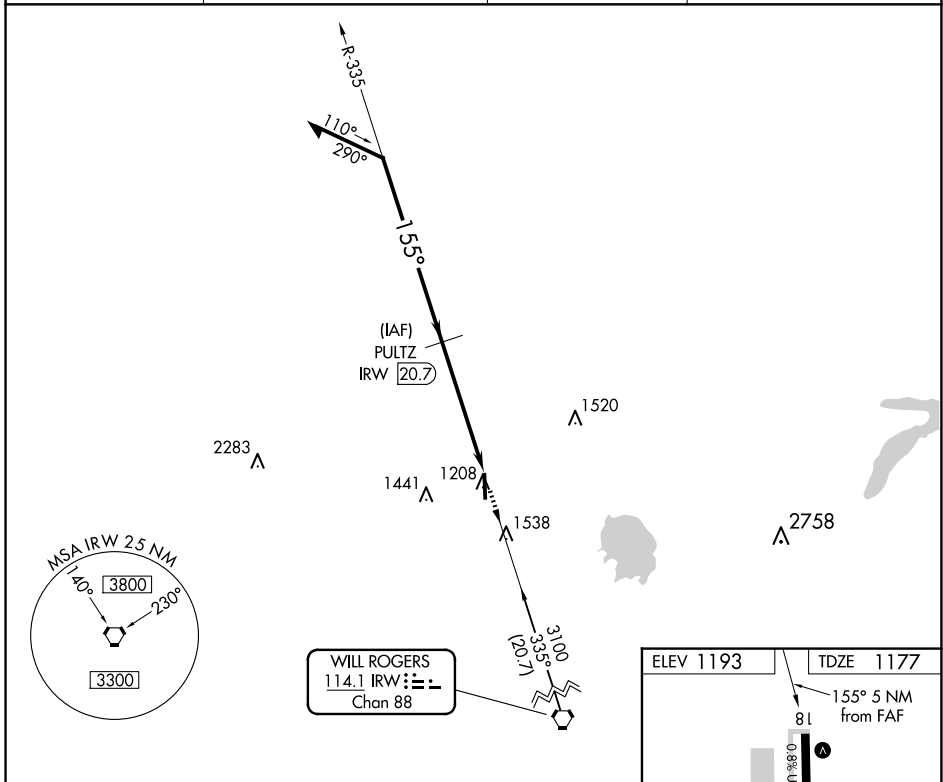 R-335
110°
290°
155°
(IAF)
PULTZ
IRW 20.7
1520
2283
1441
1208
1538
2758
MSA IRW 25 NM
140°
3800
230°
3300
3100
335°
(20.7)
WILL ROGERS
114.1 IRW
Chan 88
ELEV 1193
TDZE 1177
155° 5 NM
from FAF
18
0.8% U
V